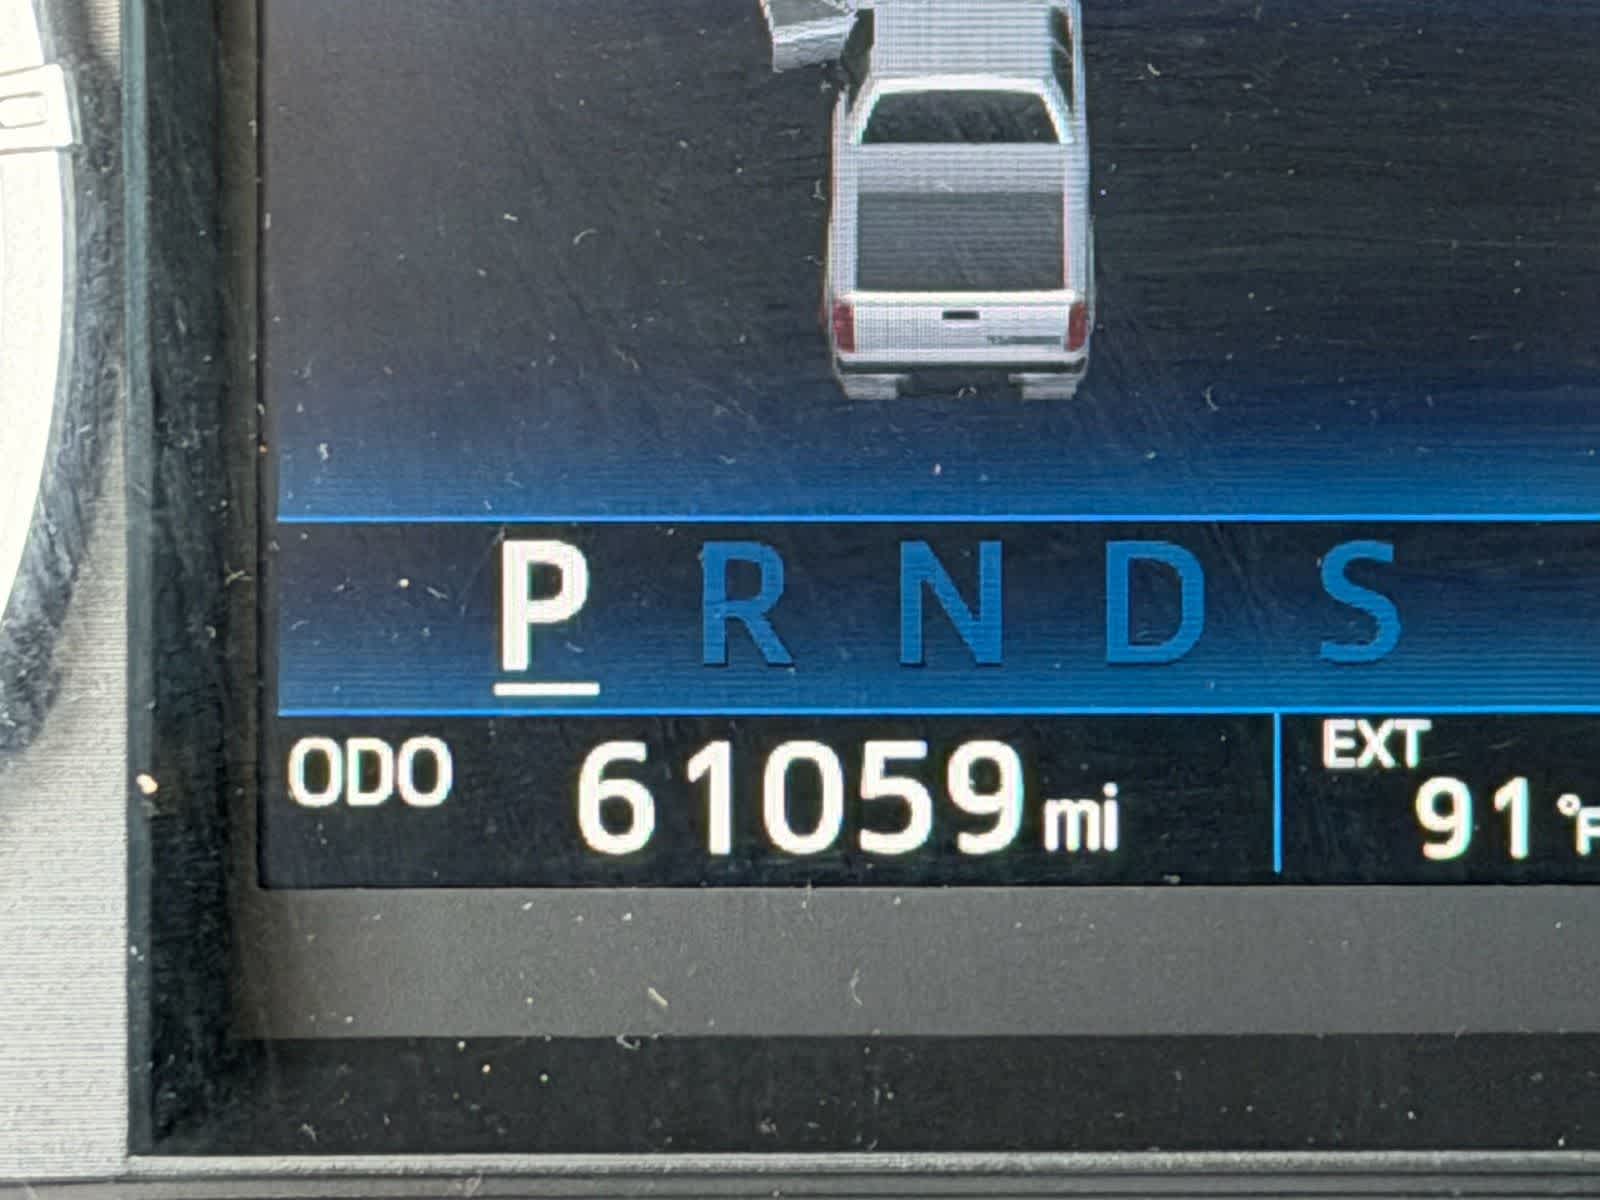 P R N D S
ODO 61059 mi
EXT
91°F